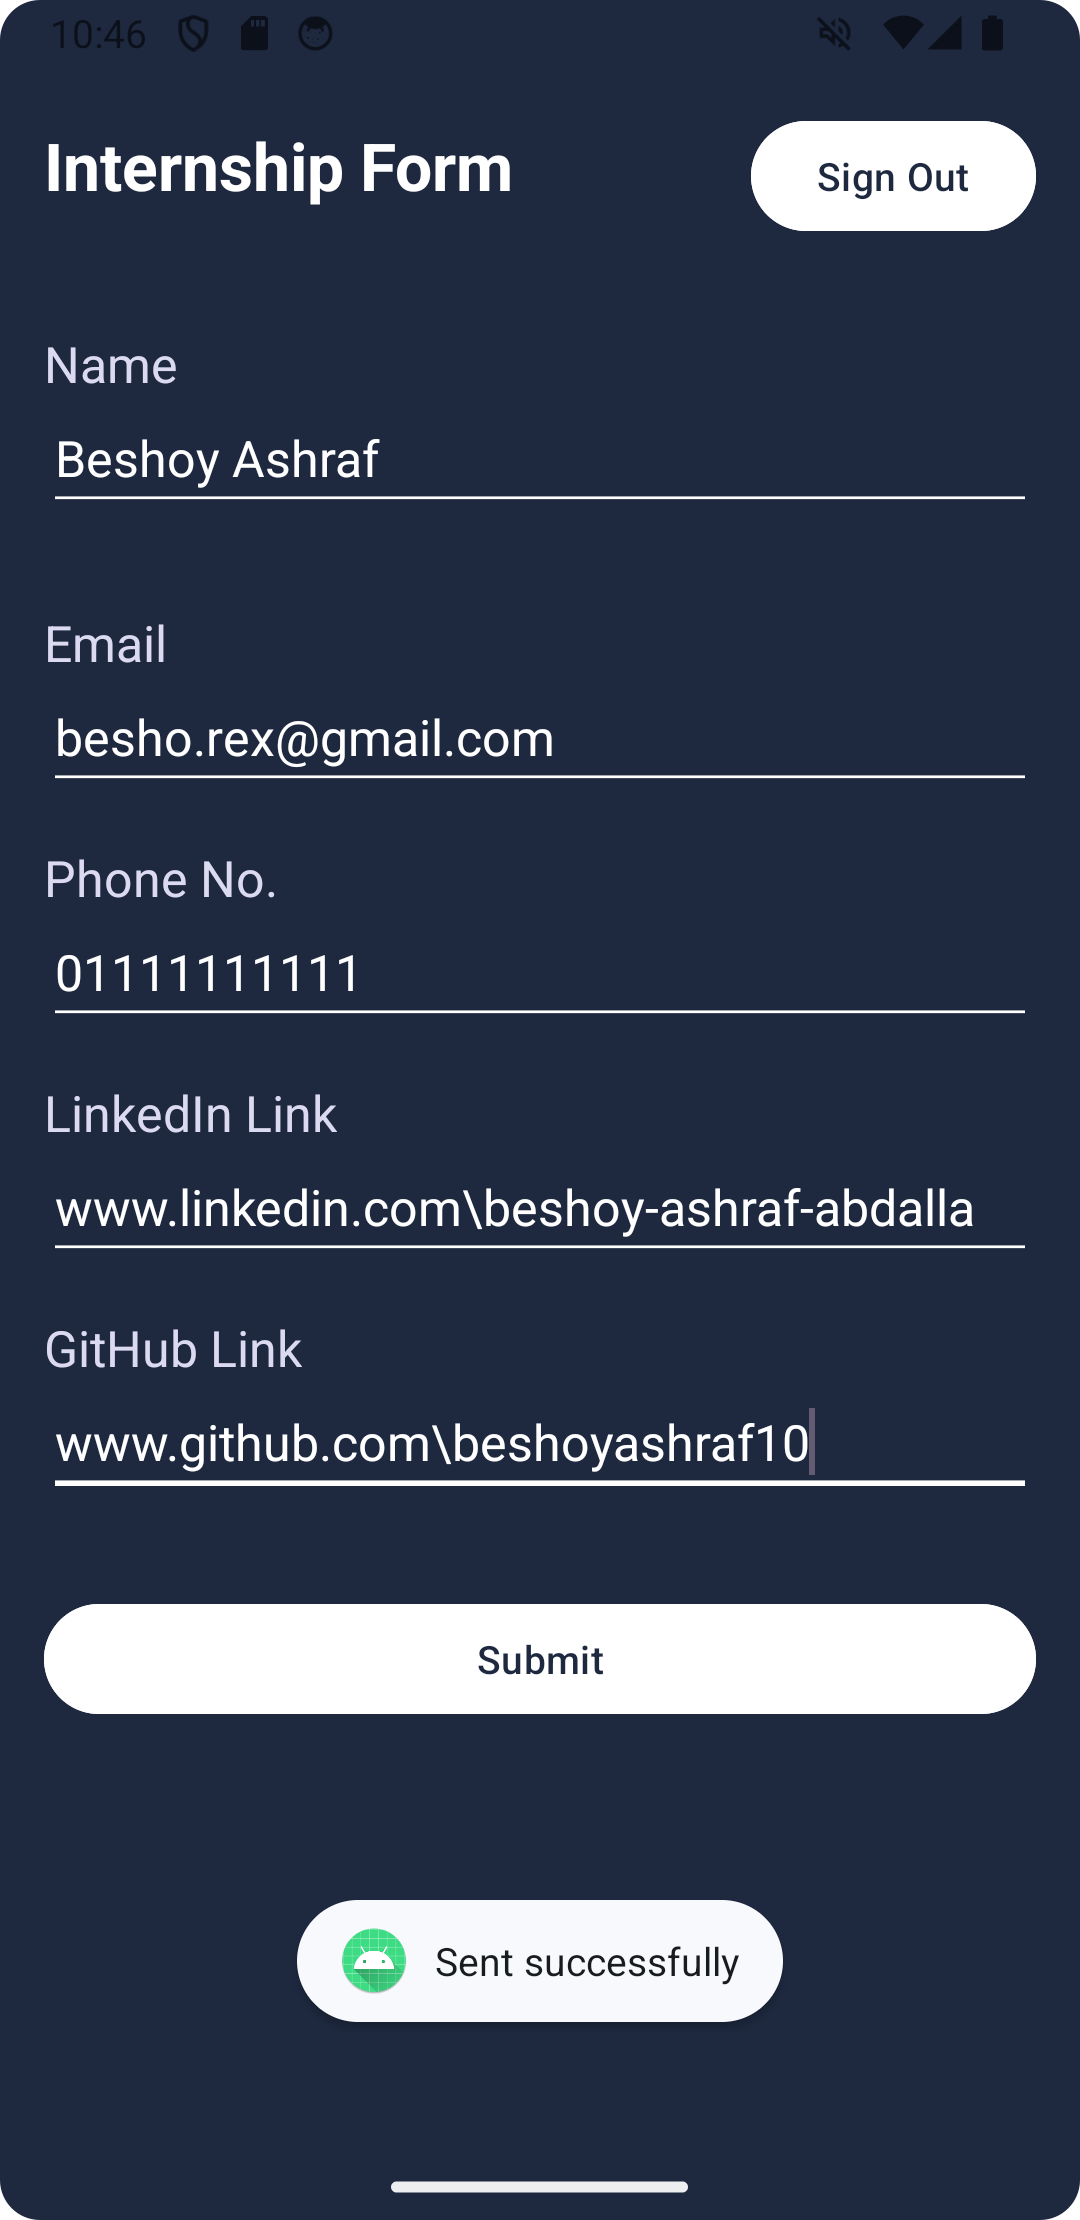 10:46
Internship Form
Sign Out
Name
Beshoy Ashraf
Email
besho.rex@gmail.com
Phone No.
01111111111
LinkedIn Link
www.linkedin.com\beshoy-ashraf-abdalla
GitHub Link
www.github.com\beshoyashraf10
Submit
Sent successfully